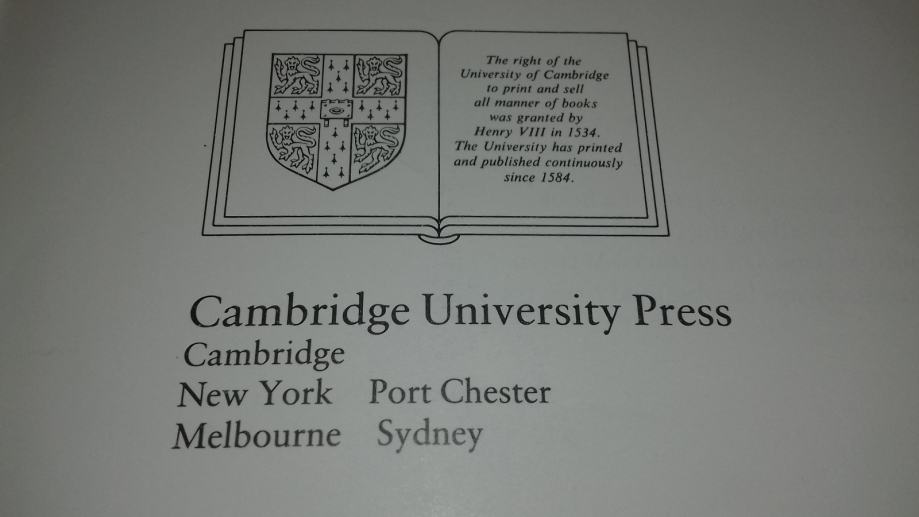 The right of the
University of Cambridge
to print and sell
all manner of books
was granted by
Henry VIII in 1534.
The University has printed
and published continuously
since 1584.
Cambridge University Press
Cambridge
New York Port Chester
Melbourne Sydney